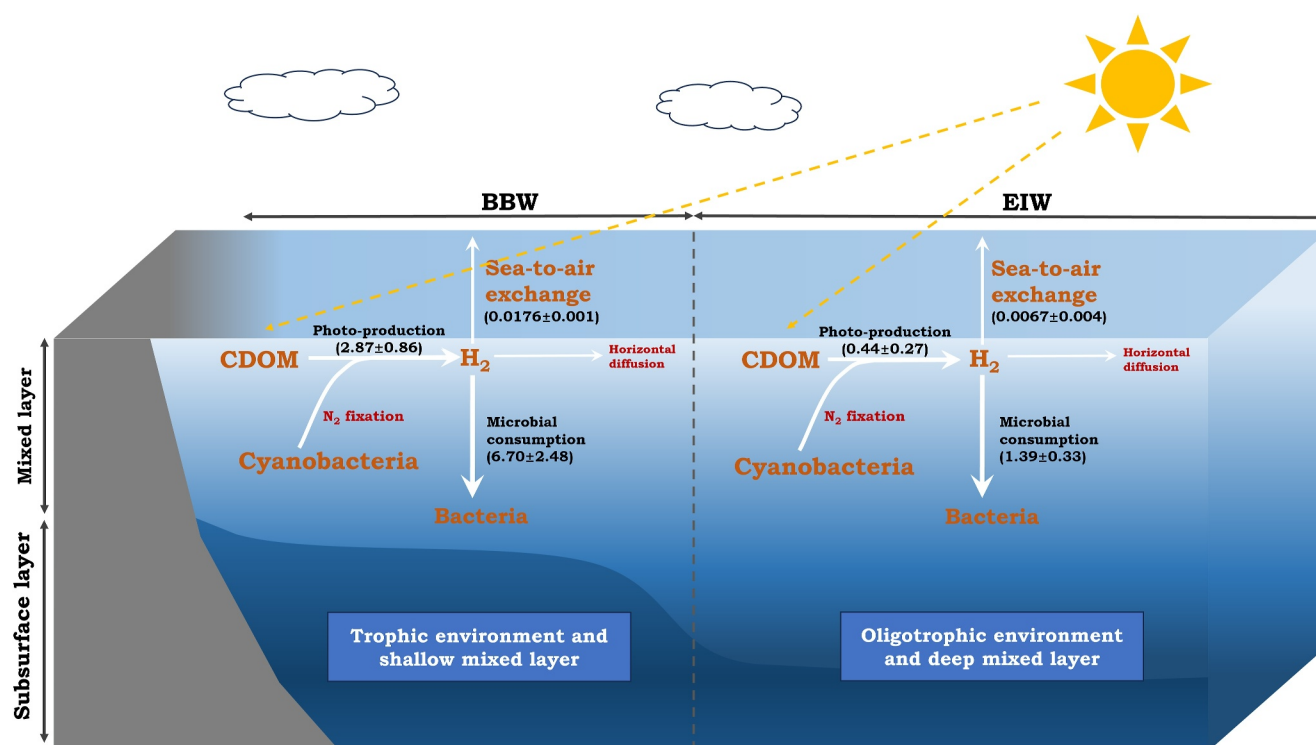 BBW
EIW
Sea-to-air
exchange
(0.0176±0.001)
Sea-to-air
exchange
(0.0067±0.004)
Photo-production
(2.87±0.86)
CDOM
H₂
Horizontal
diffusion
N₂ fixation
Cyanobacteria
Microbial
consumption
(6.70±2.48)
Bacteria
Photo-production
(0.44±0.27)
CDOM
H₂
Horizontal
diffusion
N₂ fixation
Cyanobacteria
Microbial
consumption
(1.39±0.33)
Bacteria
Mixed layer
Subsurface layer
Trophic environment and
shallow mixed layer
Oligotrophic environment
and deep mixed layer